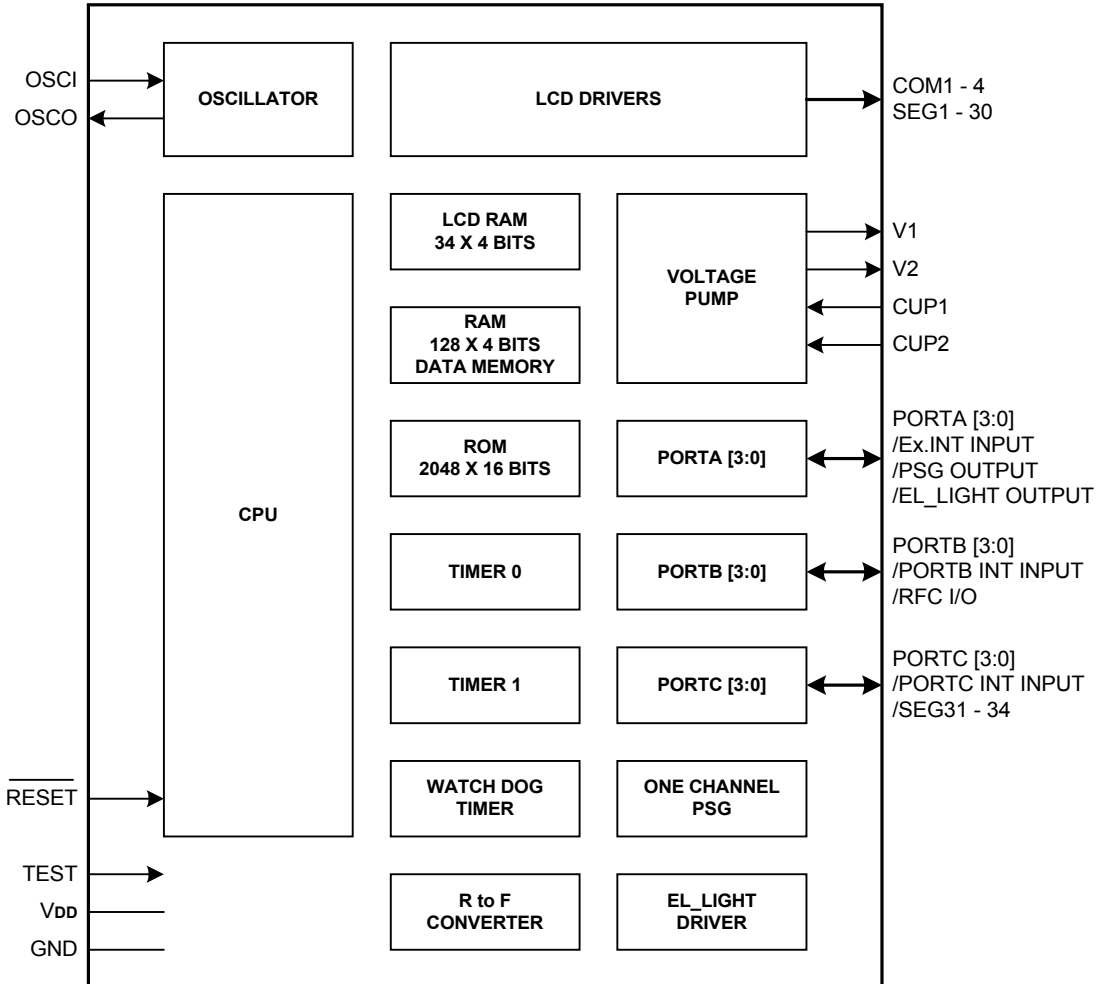 OSCI
OSCO
OSCILLATOR
LCD DRIVERS
COM1 - 4
SEG1 - 30
CPU
LCD RAM
34 X 4 BITS
VOLTAGE
PUMP
V1
V2
CUP1
CUP2
RAM
128 X 4 BITS
DATA MEMORY
ROM
2048 X 16 BITS
PORTA [3:0]
PORTA [3:0]
/Ex.INT INPUT
/PSG OUTPUT
/EL_LIGHT OUTPUT
TIMER 0
PORTB [3:0]
PORTB [3:0]
/PORTB INT INPUT
/RFC I/O
TIMER 1
PORTC [3:0]
PORTC [3:0]
/PORTC INT INPUT
/SEG31 - 34
RESET
WATCH DOG
TIMER
ONE CHANNEL
PSG
TEST
VDD
GND
R to F
CONVERTER
EL_LIGHT
DRIVER